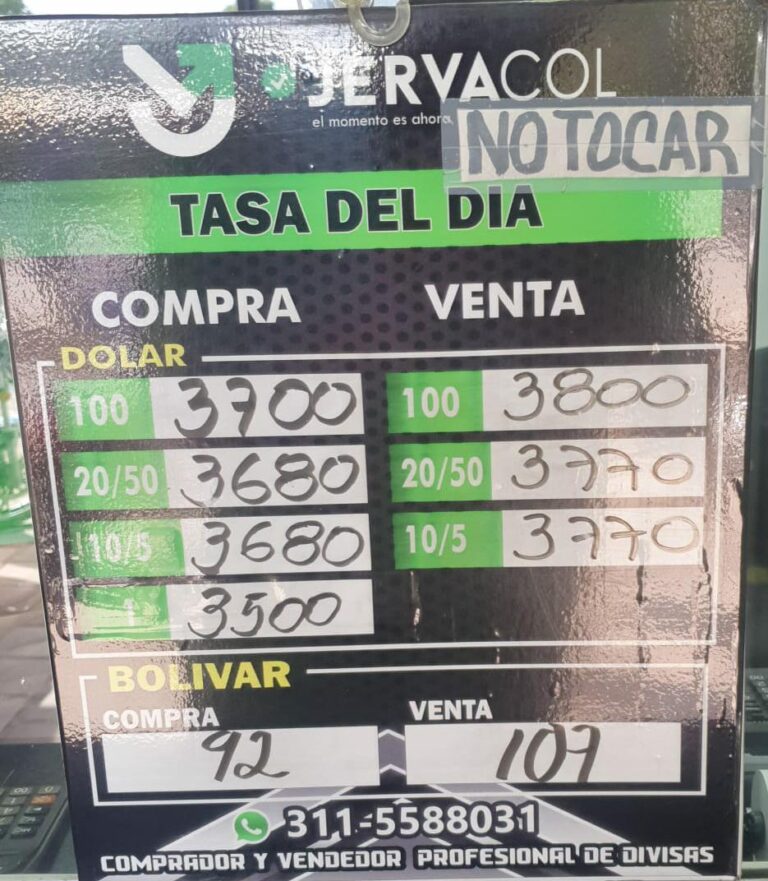 JERVACOL
el momento es ahora
NO TOCAR
TASA DEL DIA
COMPRA VENTA
DOLAR
100 3700 100 3800
20/50 3680 20/50 3770
10/5 3680 10/5 3770
1 3500
BOLIVAR
COMPRA VENTA
92 107
311-5588031
COMPRADOR Y VENDEDOR PROFESIONAL DE DIVISAS